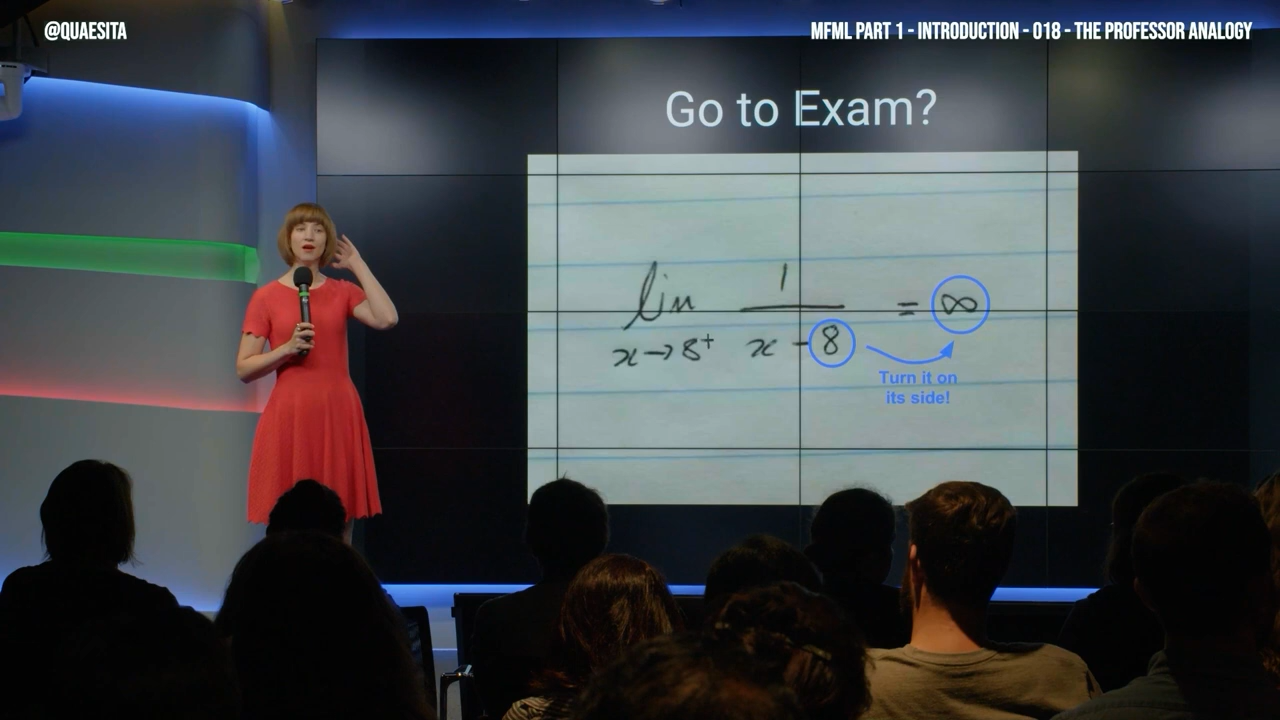 @QUAESITA
MFML PART 1 - INTRODUCTION - 018 - THE PROFESSOR ANALOGY
Go to Exam?
lim 1 = ∞
x→8⁺ x - 8
Turn it on
its side!